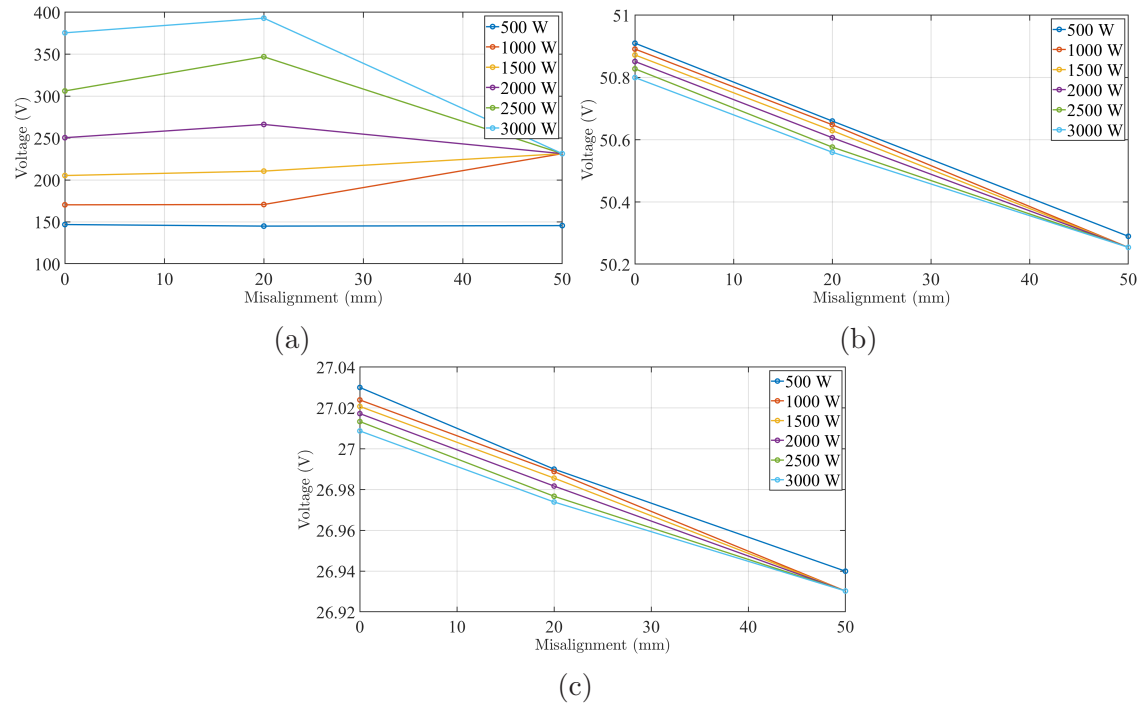 400
350
300
250
200
150
100
Voltage (V)
0 10 20 30 40 50
Misalignment (mm)
500 W
1000 W
1500 W
2000 W
2500 W
3000 W
(a)
51
50.8
50.6
50.4
50.2
Voltage (V)
0 10 20 30 40 50
Misalignment (mm)
500 W
1000 W
1500 W
2000 W
2500 W
3000 W
(b)
27.04
27.02
27
26.98
26.96
26.94
26.92
Voltage (V)
0 10 20 30 40 50
Misalignment (mm)
500 W
1000 W
1500 W
2000 W
2500 W
3000 W
(c)